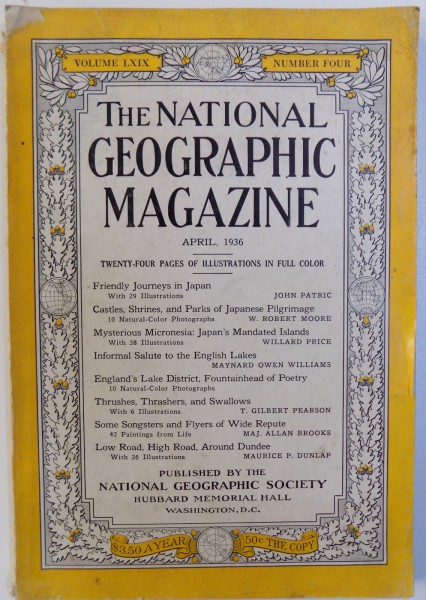 VOLUME LXIX
NUMBER FOUR
THE NATIONAL
GEOGRAPHIC
MAGAZINE
APRIL, 1936
TWENTY-FOUR PAGES OF ILLUSTRATIONS IN FULL COLOR
Friendly Journeys in Japan
With 29 Illustrations JOHN PATRIC
Castles, Shrines, and Parks of Japanese Pilgrimage
10 Natural-Color Photographs W. ROBERT MOORE
Mysterious Micronesia: Japan's Mandated Islands
With 38 Illustrations WILLARD PRICE
Informal Salute to the English Lakes
MAYNARD OWEN WILLIAMS
England's Lake District, Fountainhead of Poetry
10 Natural-Color Photographs
Thrushes, Thrashers, and Swallows
With 6 Illustrations T. GILBERT PEARSON
Some Songsters and Flyers of Wide Repute
42 Paintings from Life MAJ. ALLAN BROOKS
Low Road, High Road, Around Dundee
With 36 Illustrations MAURICE P. DUNLAP
PUBLISHED BY THE
NATIONAL GEOGRAPHIC SOCIETY
HUBBARD MEMORIAL HALL
WASHINGTON, D.C.
$3.50 A YEAR
50¢ THE COPY